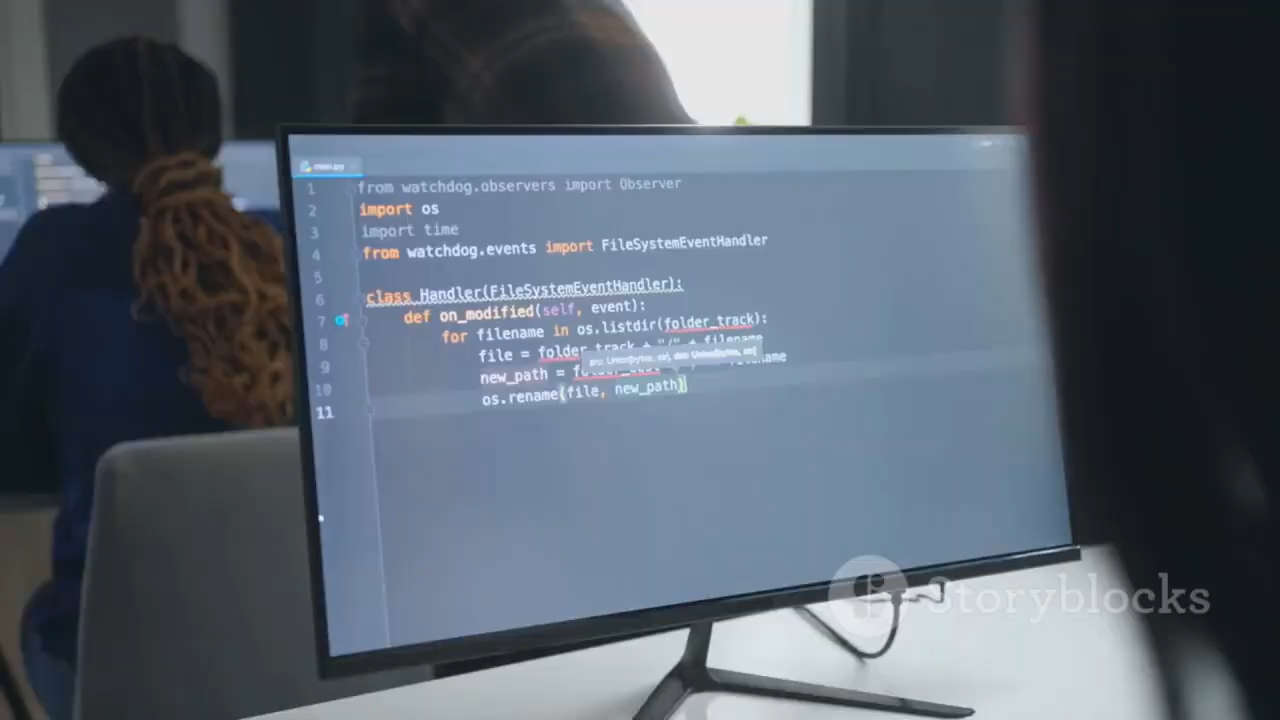 main.py
1 from watchdog.observers import Observer
2 import os
3 import time
4 from watchdog.events import FileSystemEventHandler
5
6 class Handler(FileSystemEventHandler):
7 def on_modified(self, event):
8 for filename in os.listdir(folder_track):
9 file = folder_track + "/" + filename
10 new_path =
11 os.rename(file, new_path)
Storyblocks